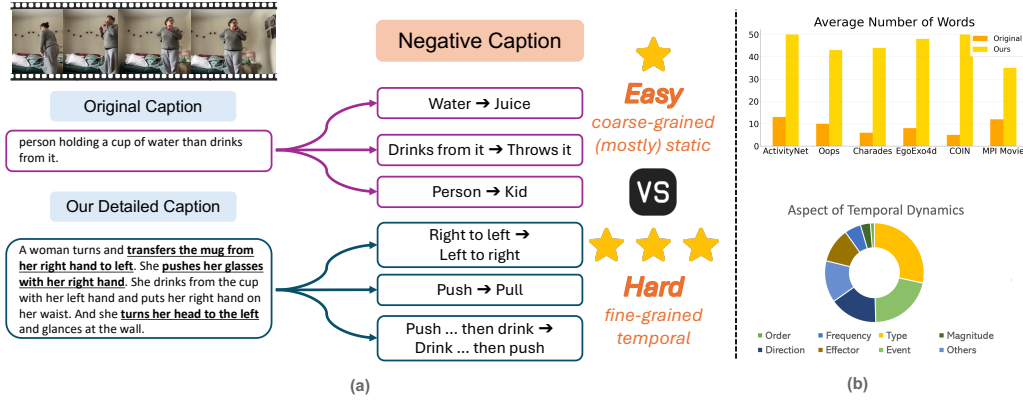 Original Caption
person holding a cup of water than drinks
from it.
Our Detailed Caption
A woman turns and transfers the mug from
her right hand to left. She pushes her glasses
with her right hand. She drinks from the cup
with her left hand and puts her right hand on
her waist. And she turns her head to the left
and glances at the wall.
Negative Caption
Water ➔ Juice
Drinks from it ➔ Throws it
Person ➔ Kid
Right to left ➔
Left to right
Push ➔ Pull
Push ... then drink ➔
Drink ... then push
Easy
coarse-grained
(mostly) static
VS
Hard
fine-grained
temporal
(a)
Average Number of Words
Original
Ours
50
40
30
20
10
0
ActivityNet Oops Charades EgoExo4d COIN MPI Movie
Aspect of Temporal Dynamics
Order Frequency Type Magnitude
Direction Effector Event Others
(b)